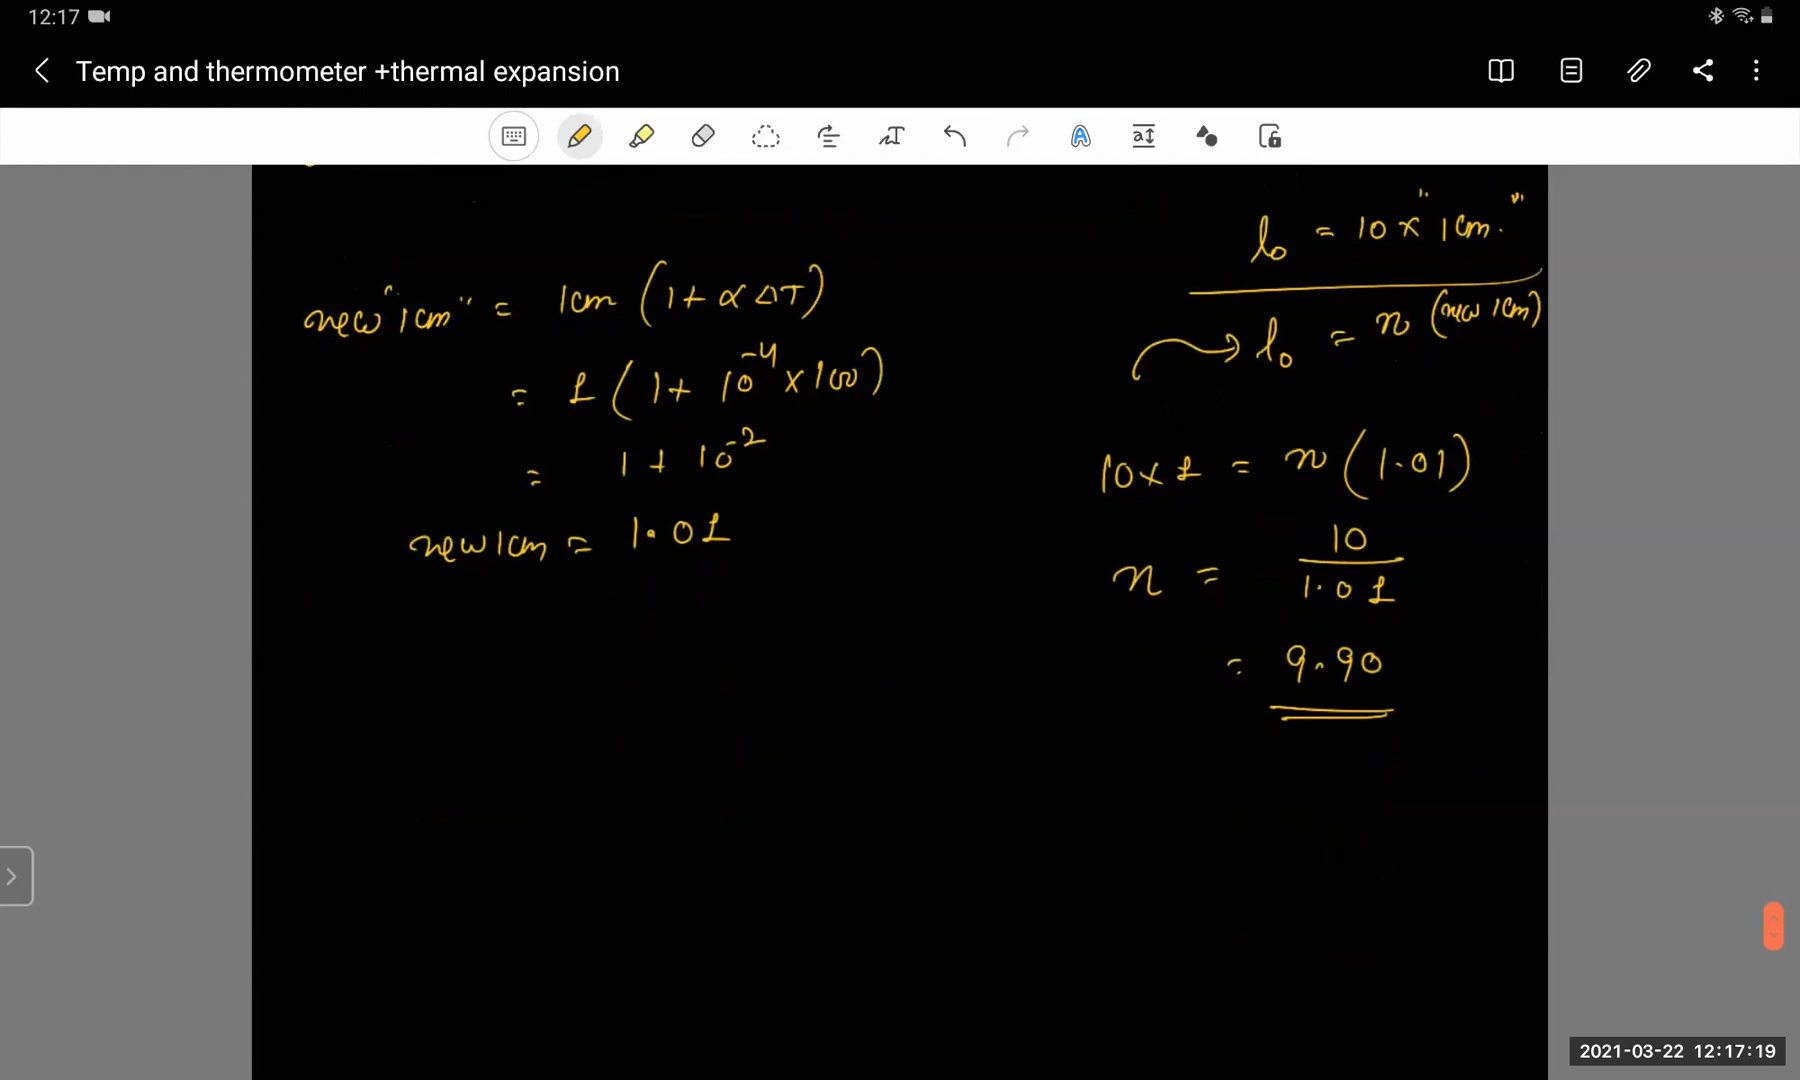 12:17
Temp and thermometer +thermal expansion
l₀ = 10 × "1cm."
new "1cm" = 1cm (1 + α ΔT)
l₀ = n (new 1cm)
= 1 (1 + 10⁻⁴ × 100)
= 1 + 10⁻²
10 × 1 = n (1.01)
new 1cm = 1.01
n = 10 / 1.01
= 9.90
2021-03-22 12:17:19